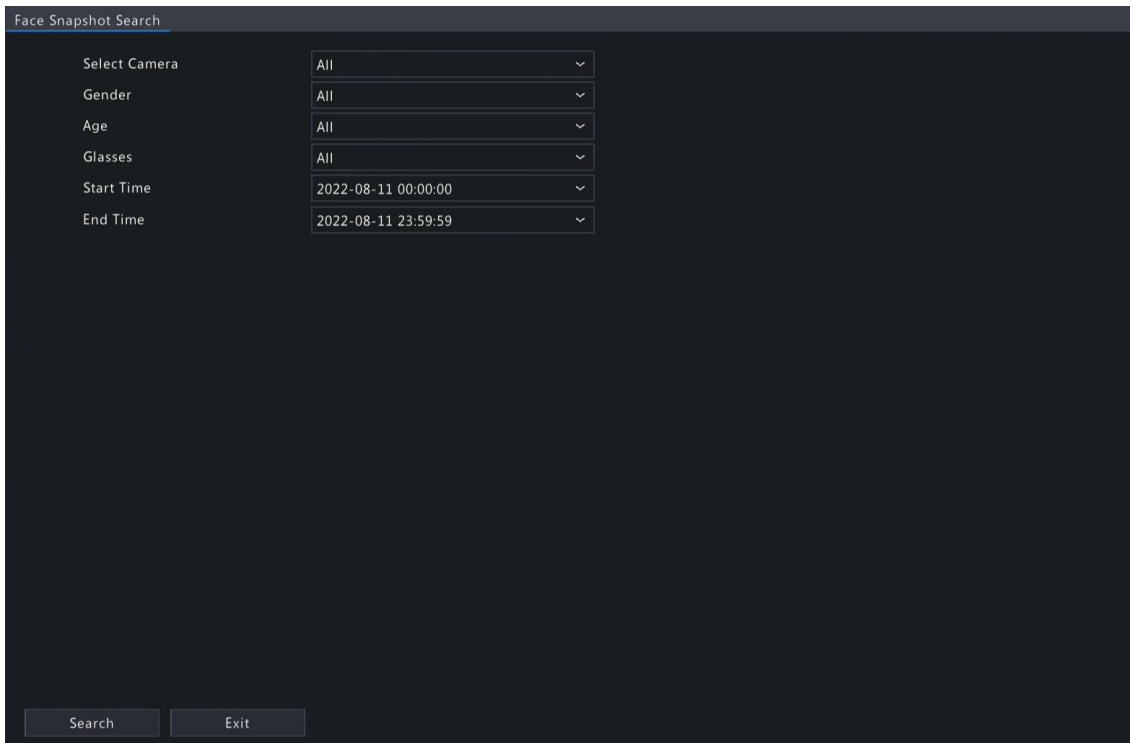 Face Snapshot Search
Select Camera All
Gender All
Age All
Glasses All
Start Time 2022-08-11 00:00:00
End Time 2022-08-11 23:59:59
Search Exit